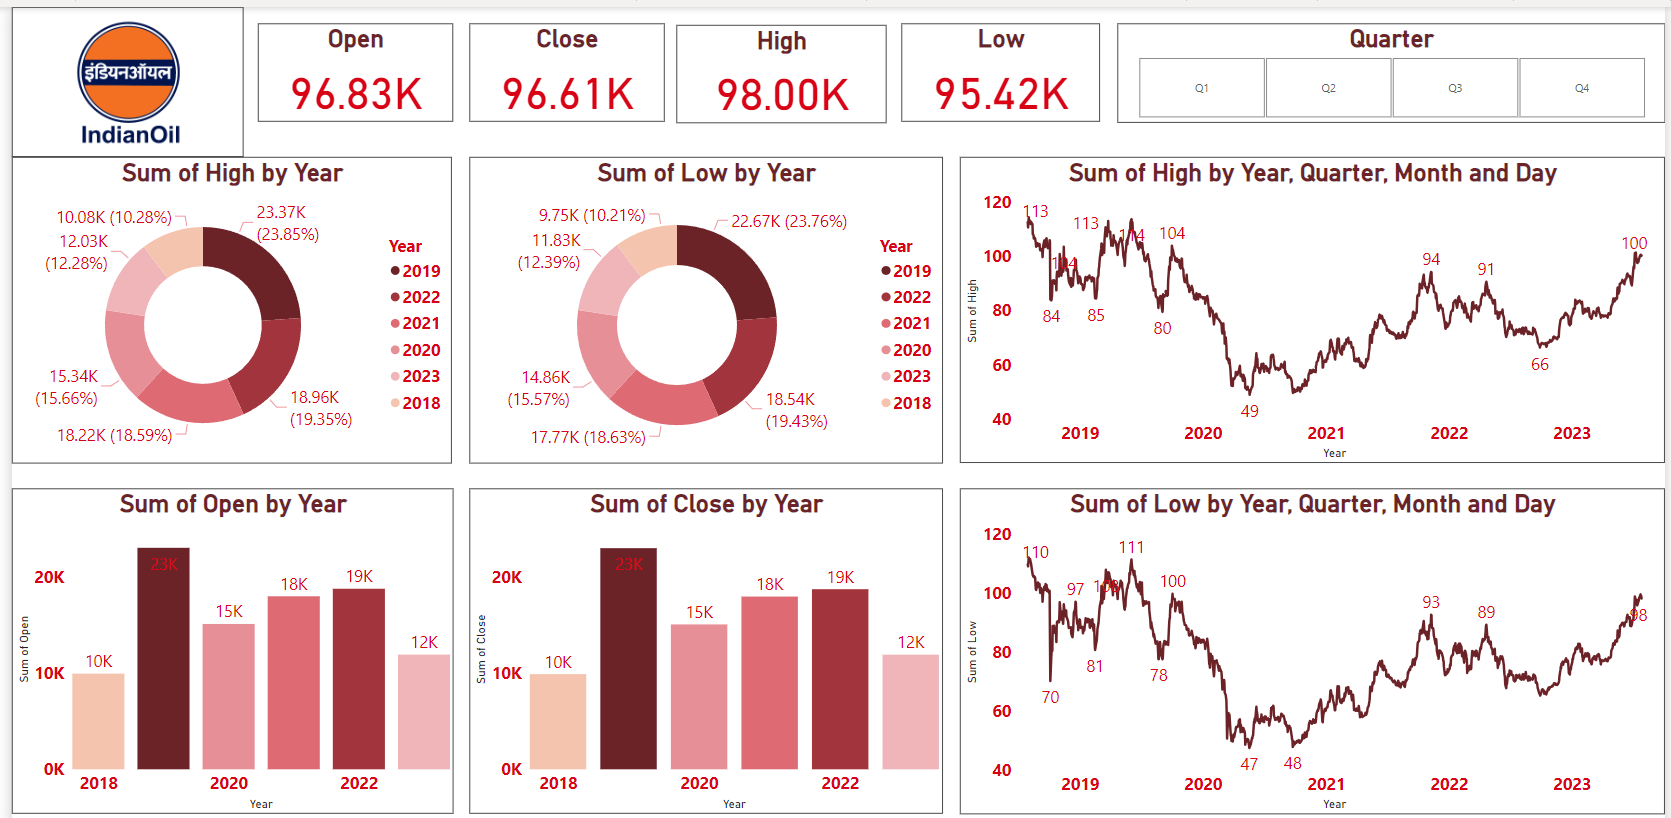 इंडियनऑयल
IndianOil
Open
96.83K
Close
96.61K
High
98.00K
Low
95.42K
Quarter
Q1
Q2
Q3
Q4
Sum of High by Year
10.08K (10.28%)
23.37K
(23.85%)
12.03K
(12.28%)
15.34K
(15.66%)
18.96K
(19.35%)
18.22K (18.59%)
Year
2019
2022
2021
2020
2023
2018
Sum of Low by Year
9.75K (10.21%)
22.67K (23.76%)
11.83K
(12.39%)
14.86K
(15.57%)
18.54K
(19.43%)
17.77K (18.63%)
Year
2019
2022
2021
2020
2023
2018
Sum of High by Year, Quarter, Month and Day
Sum of High
120
100
80
60
40
113
113
114
104
104
84
85
80
49
94
91
66
100
2019
2020
2021
2022
2023
Year
Sum of Open by Year
Sum of Open
20K
10K
0K
10K
23K
15K
18K
19K
12K
2018
2020
2022
Year
Sum of Close by Year
Sum of Close
20K
10K
0K
10K
23K
15K
18K
19K
12K
2018
2020
2022
Year
Sum of Low by Year, Quarter, Month and Day
Sum of Low
120
100
80
60
40
110
111
97
100
70
81
78
47
48
93
89
98
2019
2020
2021
2022
2023
Year